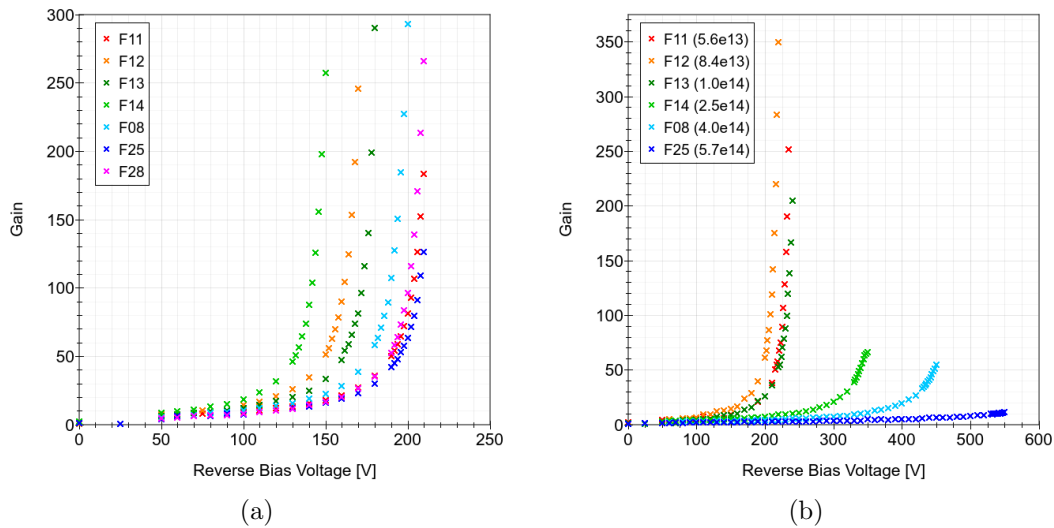 300
250
200
150
100
50
0
Gain
F11
F12
F13
F14
F08
F25
F28
0
50
100
150
200
250
Reverse Bias Voltage [V]
(a)
350
300
250
200
150
100
50
0
Gain
F11 (5.6e13)
F12 (8.4e13)
F13 (1.0e14)
F14 (2.5e14)
F08 (4.0e14)
F25 (5.7e14)
0
100
200
300
400
500
600
Reverse Bias Voltage [V]
(b)